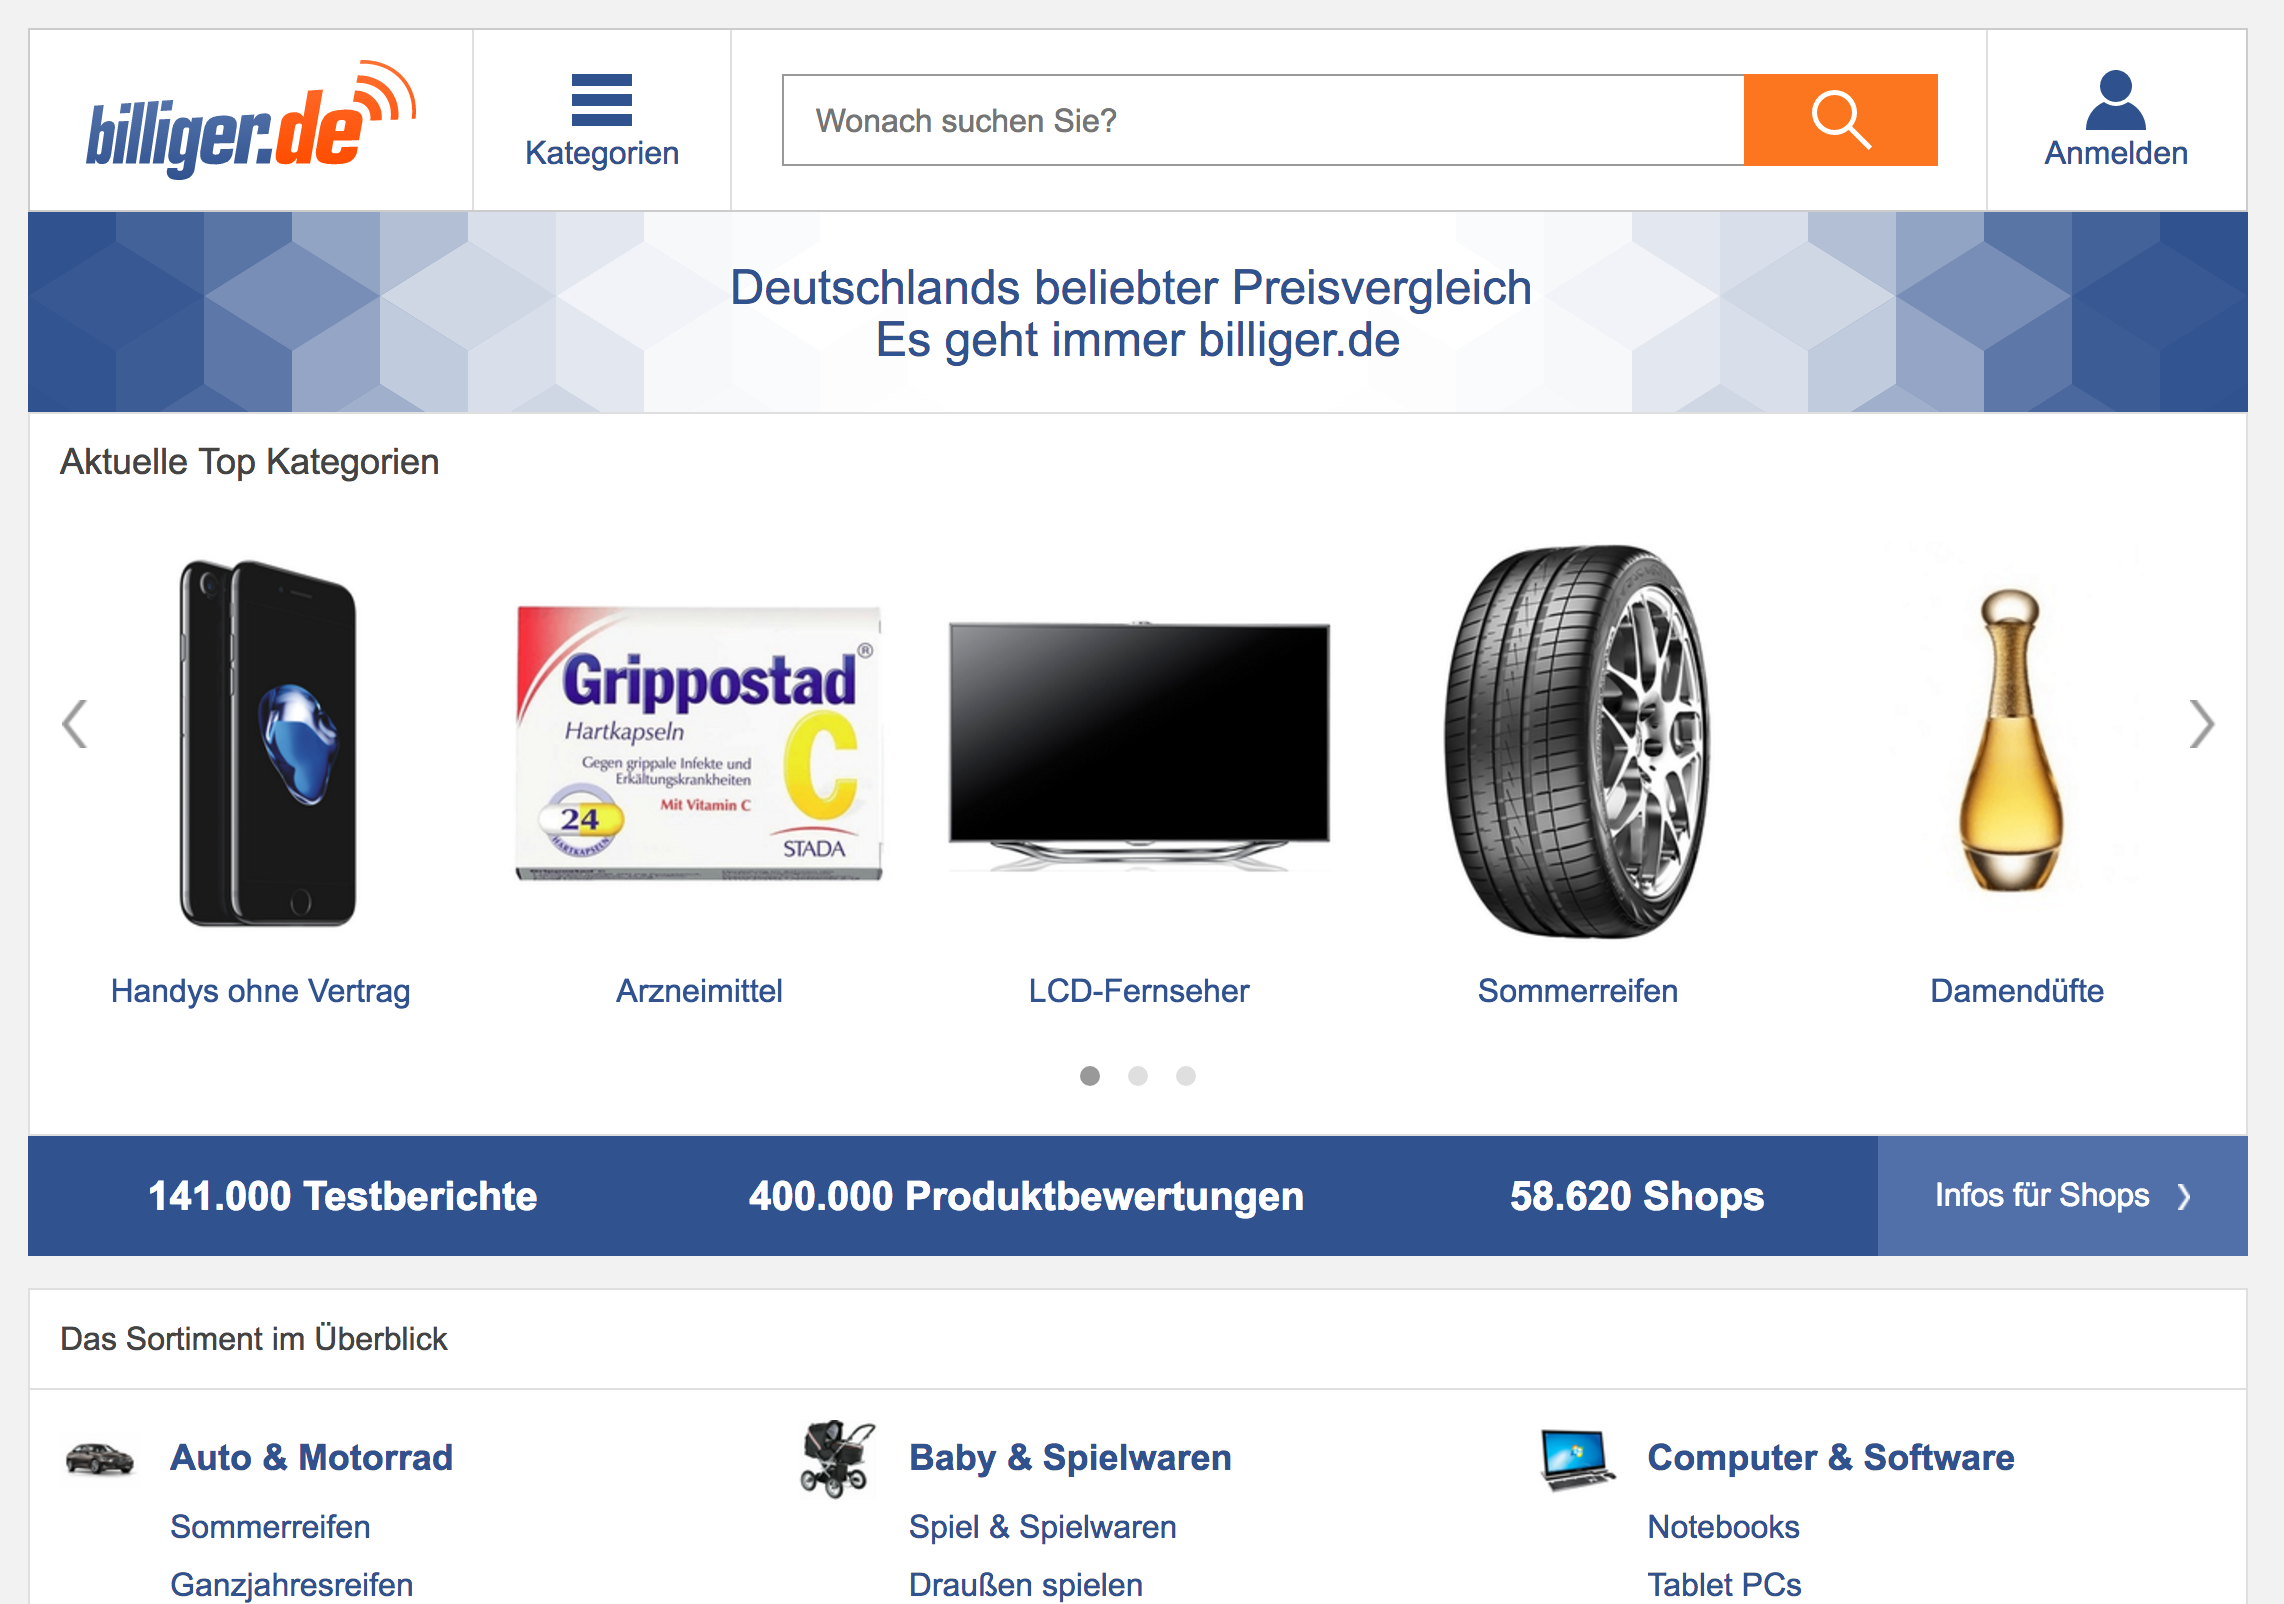 billiger.de
Kategorien
Wonach suchen Sie?
Anmelden
Deutschlands beliebter Preisvergleich
Es geht immer billiger.de
Aktuelle Top Kategorien
Grippostad®
C
Hartkapseln
Gegen grippale Infekte und
Erkältungskrankheiten
Mit Vitamin C
24
HARTKAPSELN
STADA
Handys ohne Vertrag
Arzneimittel
LCD-Fernseher
Sommerreifen
Damendüfte
141.000 Testberichte
400.000 Produktbewertungen
58.620 Shops
Infos für Shops
Das Sortiment im Überblick
Auto & Motorrad
Sommerreifen
Ganzjahresreifen
Baby & Spielwaren
Spiel & Spielwaren
Draußen spielen
Computer & Software
Notebooks
Tablet PCs